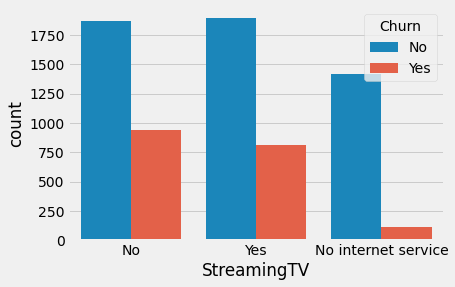 Churn
No
Yes
1750
1500
1250
1000
750
500
250
0
count
No Yes No internet service
StreamingTV